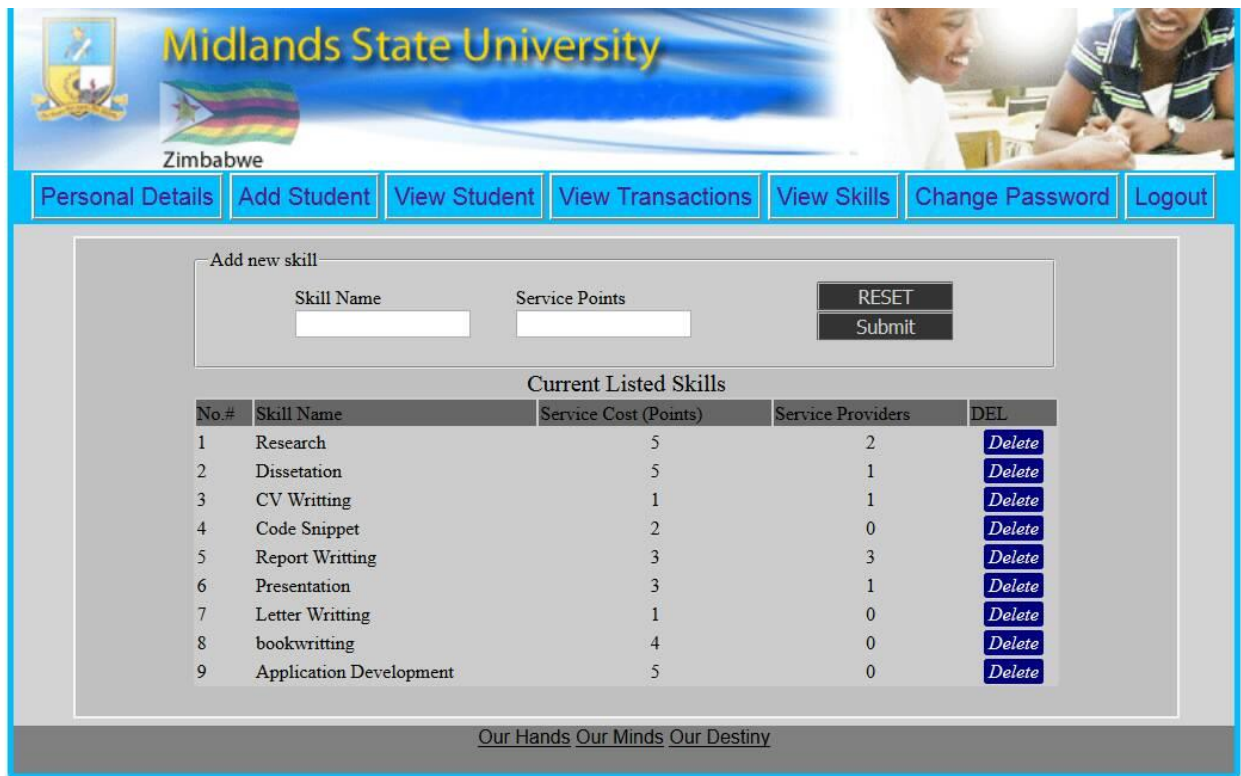 Midlands State University
Zimbabwe
Personal Details Add Student View Student View Transactions View Skills Change Password Logout
Add new skill
Skill Name Service Points RESET
Submit
Current Listed Skills
No.# Skill Name Service Cost (Points) Service Providers DEL
1 Research 5 2 Delete
2 Dissetation 5 1 Delete
3 CV Writting 1 1 Delete
4 Code Snippet 2 0 Delete
5 Report Writting 3 3 Delete
6 Presentation 3 1 Delete
7 Letter Writting 1 0 Delete
8 bookwritting 4 0 Delete
9 Application Development 5 0 Delete
Our Hands Our Minds Our Destiny